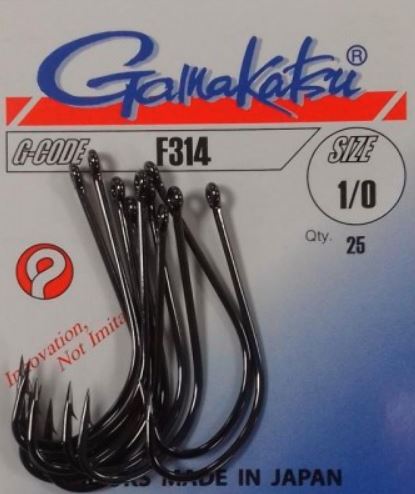 Gamakatsu®
G-CODE F314
SIZE
1/0
Qty. 25
Innovation,
Not Imita
MADE IN JAPAN